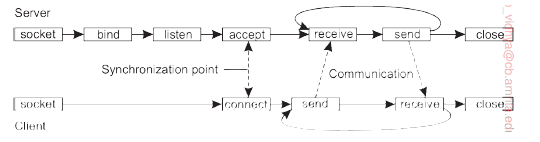 Server
socket bind listen accept receive send close
Synchronization point
Communication
socket connect send receive close
Client